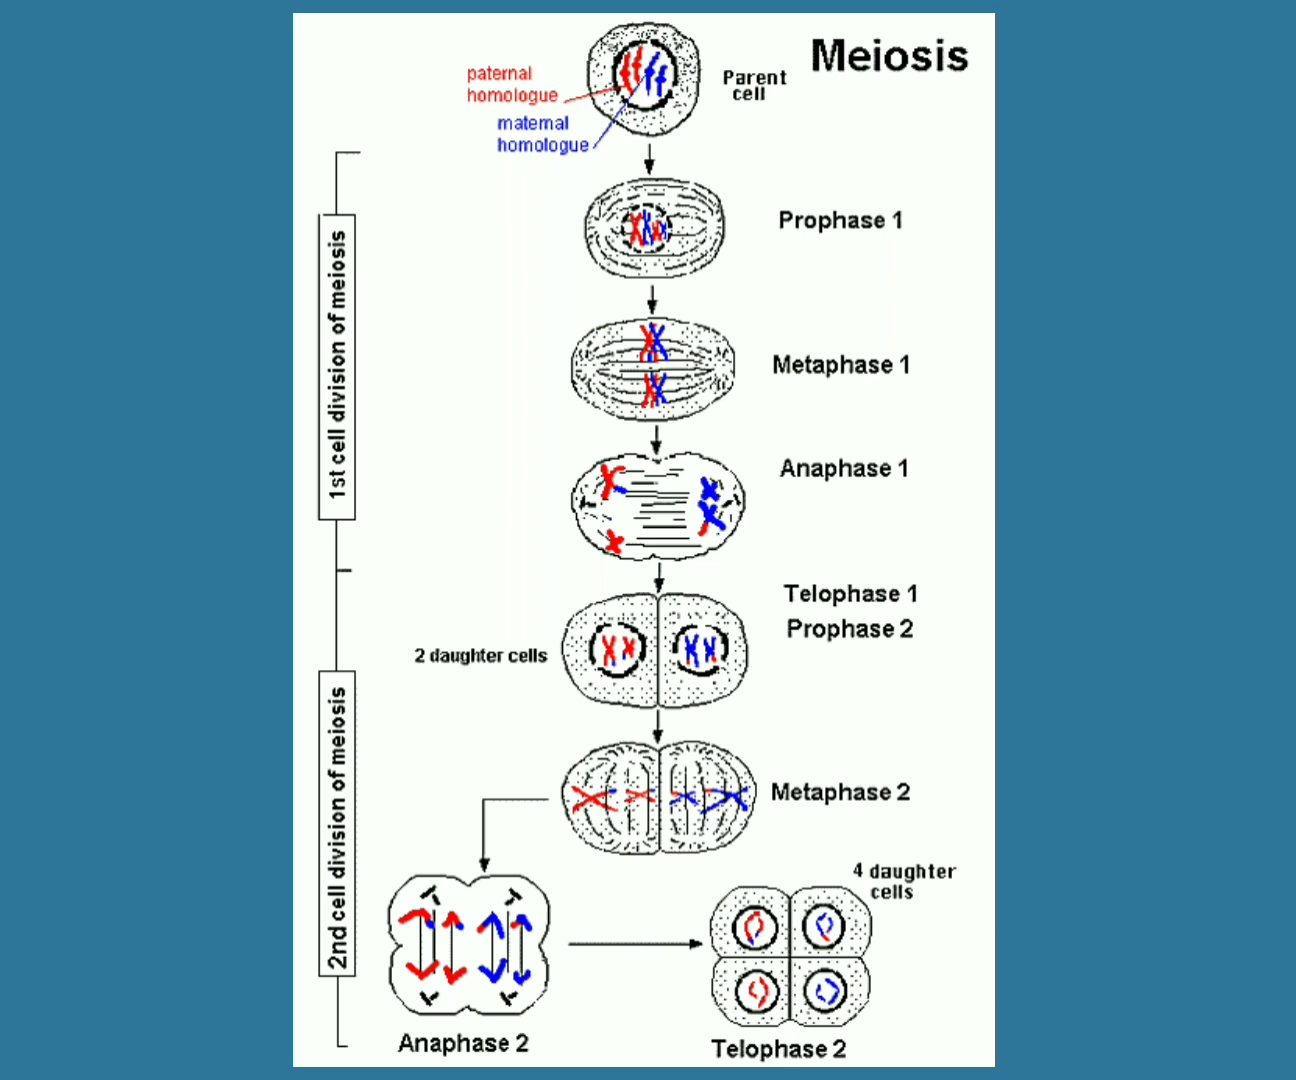 Meiosis
paternal
homologue
maternal
homologue
Parent
cell
Prophase 1
Metaphase 1
Anaphase 1
1st cell division of meiosis
Telophase 1
Prophase 2
2 daughter cells
Metaphase 2
2nd cell division of meiosis
4 daughter
cells
Anaphase 2
Telophase 2